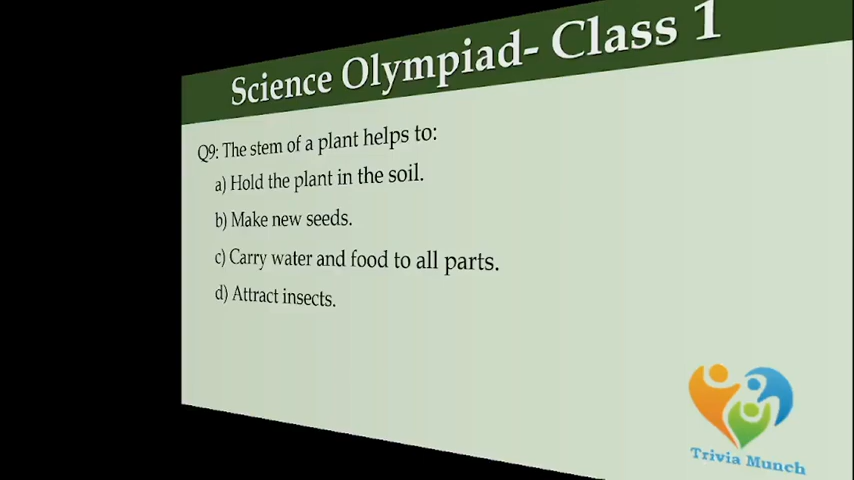 Science Olympiad- Class 1
Q9: The stem of a plant helps to:
a) Hold the plant in the soil.
b) Make new seeds.
c) Carry water and food to all parts.
d) Attract insects.
Trivia Munch